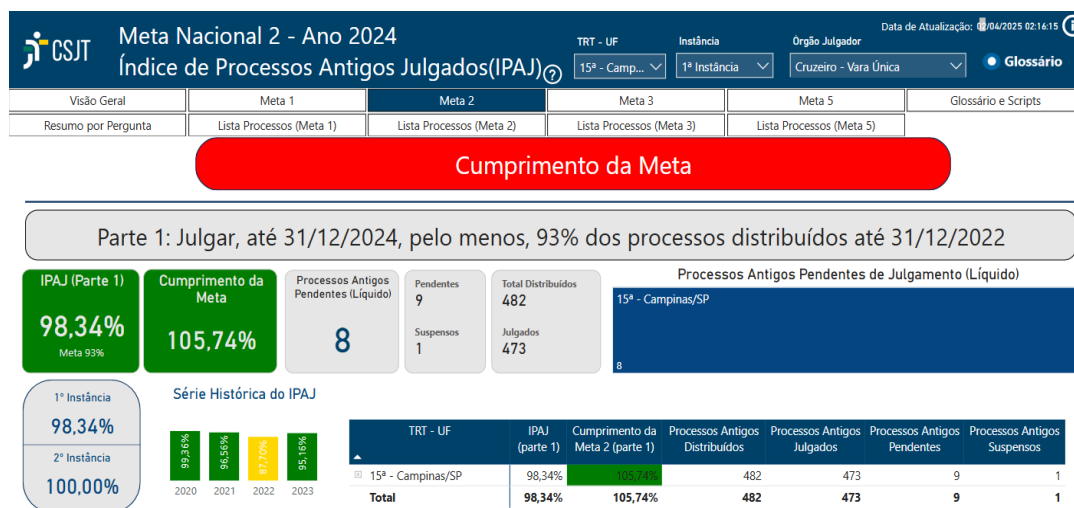 CSJT
Meta Nacional 2 - Ano 2024
Índice de Processos Antigos Julgados(IPAJ)
Data de Atualização: 02/04/2025 02:16:15
TRT - UF
Instância
Órgão Julgador
15ª - Camp...
1ª Instância
Cruzeiro - Vara Única
Glossário
Visão Geral
Meta 1
Meta 2
Meta 3
Meta 5
Glossário e Scripts
Resumo por Pergunta
Lista Processos (Meta 1)
Lista Processos (Meta 2)
Lista Processos (Meta 3)
Lista Processos (Meta 5)
Cumprimento da Meta
Parte 1: Julgar, até 31/12/2024, pelo menos, 93% dos processos distribuídos até 31/12/2022
IPAJ (Parte 1)
98,34%
Meta 93%
Cumprimento da
Meta
105,74%
Processos Antigos
Pendentes (Líquido)
8
Pendentes
9
Suspensos
1
Total Distribuídos
482
Julgados
473
Processos Antigos Pendentes de Julgamento (Líquido)
15ª - Campinas/SP
8
1º Instância
98,34%
2º Instância
100,00%
Série Histórica do IPAJ
99,36% 96,56% 87,70% 95,16%
2020 2021 2022 2023
TRT - UF IPAJ (parte 1) Cumprimento da Meta 2 (parte 1) Processos Antigos Distribuídos Processos Antigos Julgados Processos Antigos Pendentes Processos Antigos Suspensos
15ª - Campinas/SP 98,34% 105,74% 482 473 9 1
Total 98,34% 105,74% 482 473 9 1